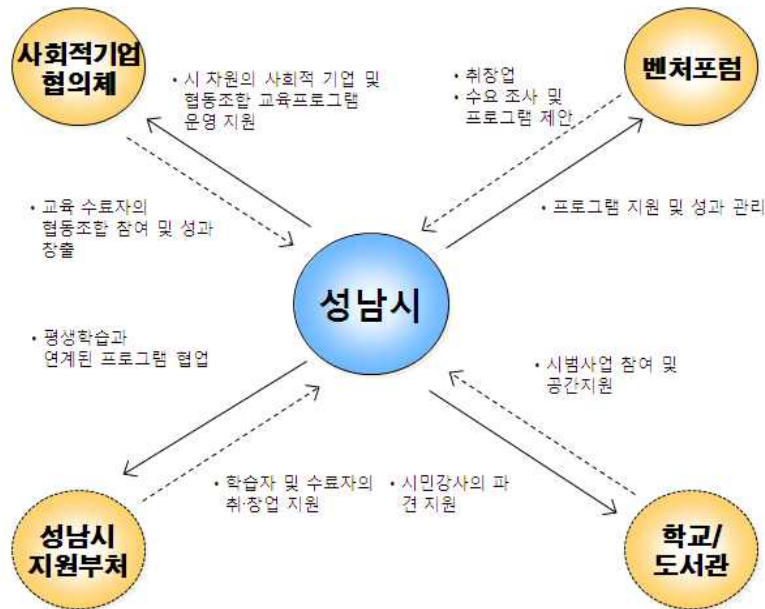 사회적기업
협의체
• 시 차원의 사회적 기업 및
협동조합 교육프로그램
운영 지원
• 취창업
• 수요 조사 및
프로그램 제안
벤처포럼
• 교육 수료자의
협동조합 참여 및 성과
창출
• 프로그램 지원 및 성과 관리
성남시
• 평생학습과
연계된 프로그램 협업
• 시범사업 참여 및
공간지원
• 학습자 및 수료자의
취·창업 지원
• 시민강사의 파
견 지원
성남시
지원부처
학교/
도서관